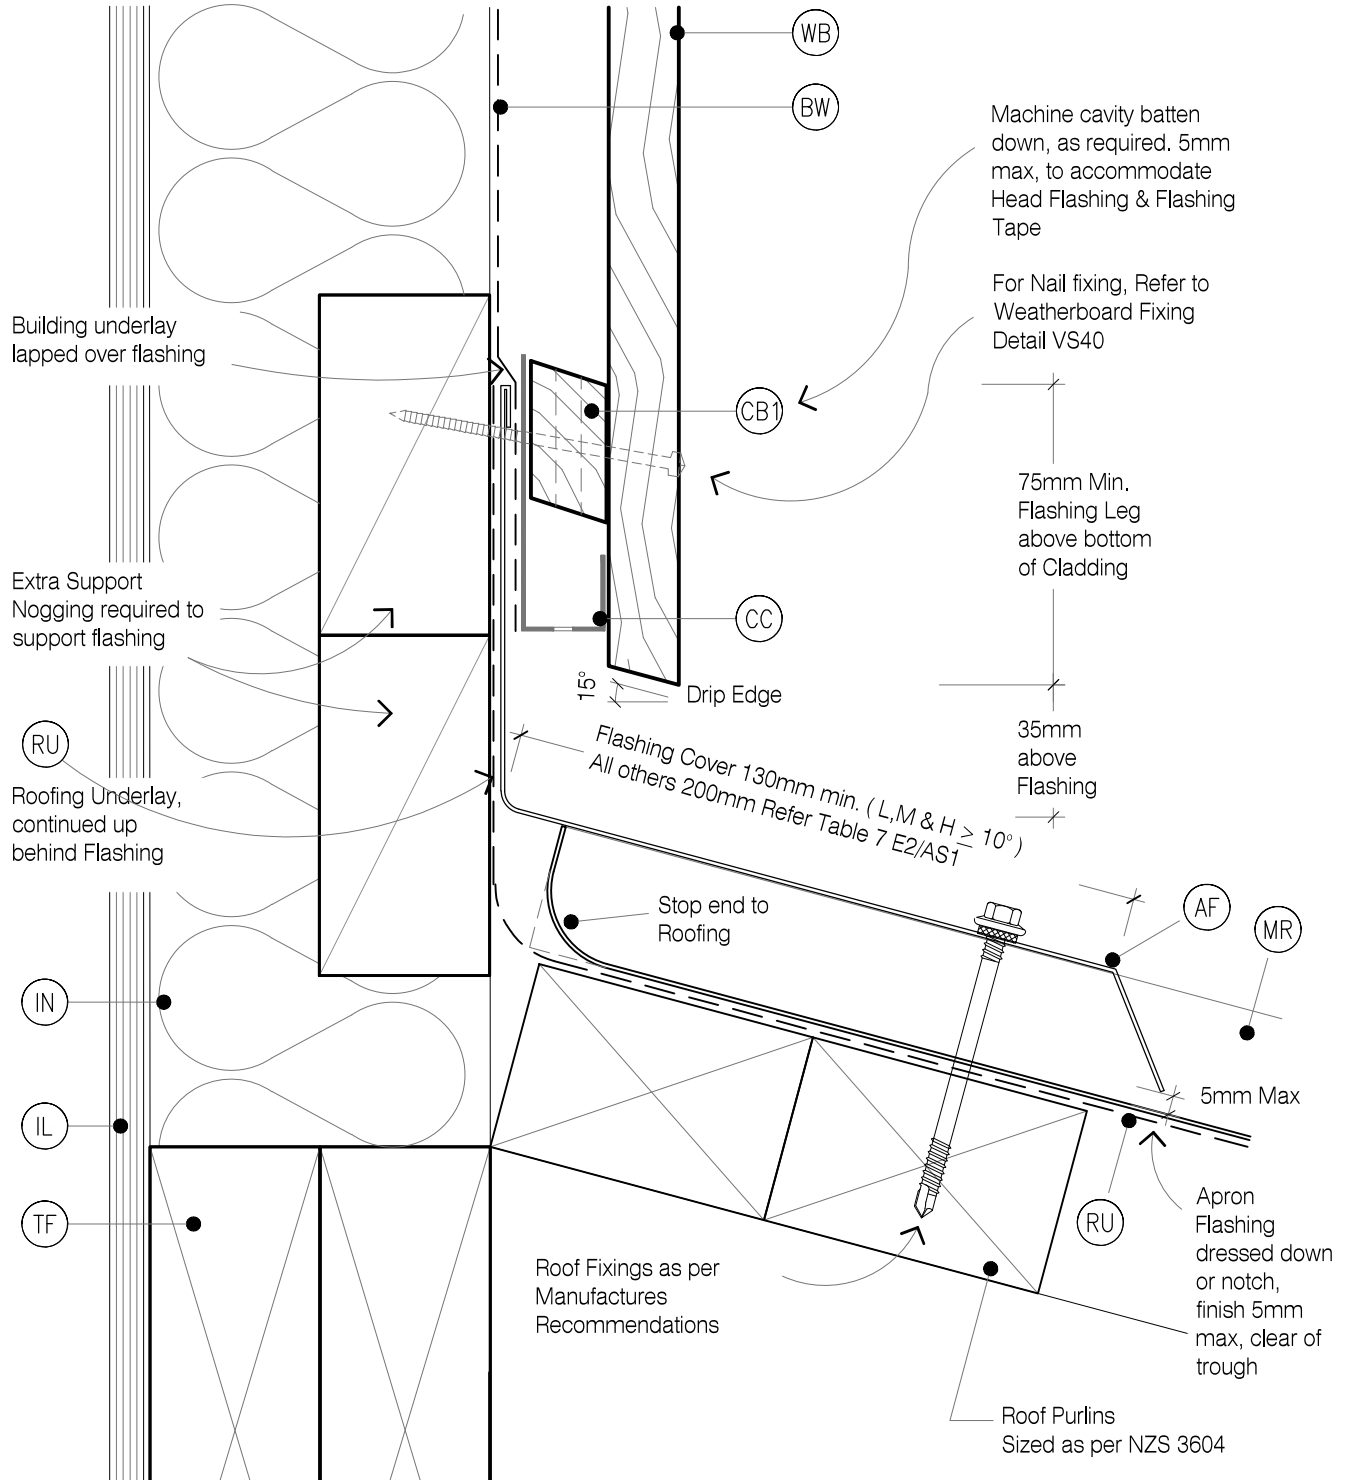 WB
BW
Machine cavity batten
down, as required. 5mm
max, to accommodate
Head Flashing & Flashing
Tape
For Nail fixing, Refer to
Weatherboard Fixing
Detail VS40
Building underlay
lapped over flashing
CB1
75mm Min.
Flashing Leg
above bottom
of Cladding
Extra Support
Nogging required to
support flashing
CC
15°
Drip Edge
35mm
above
Flashing
RU
Roofing Underlay,
continued up
behind Flashing
Flashing Cover 130mm min. ( L,M & H ≥ 10° )
All others 200mm Refer Table 7 E2/AS1
Stop end to
Roofing
AF
MR
IN
IL
TF
5mm Max
RU
Apron
Flashing
dressed down
or notch,
finish 5mm
max, clear of
trough
Roof Fixings as per
Manufactures
Recommendations
Roof Purlins
Sized as per NZS 3604